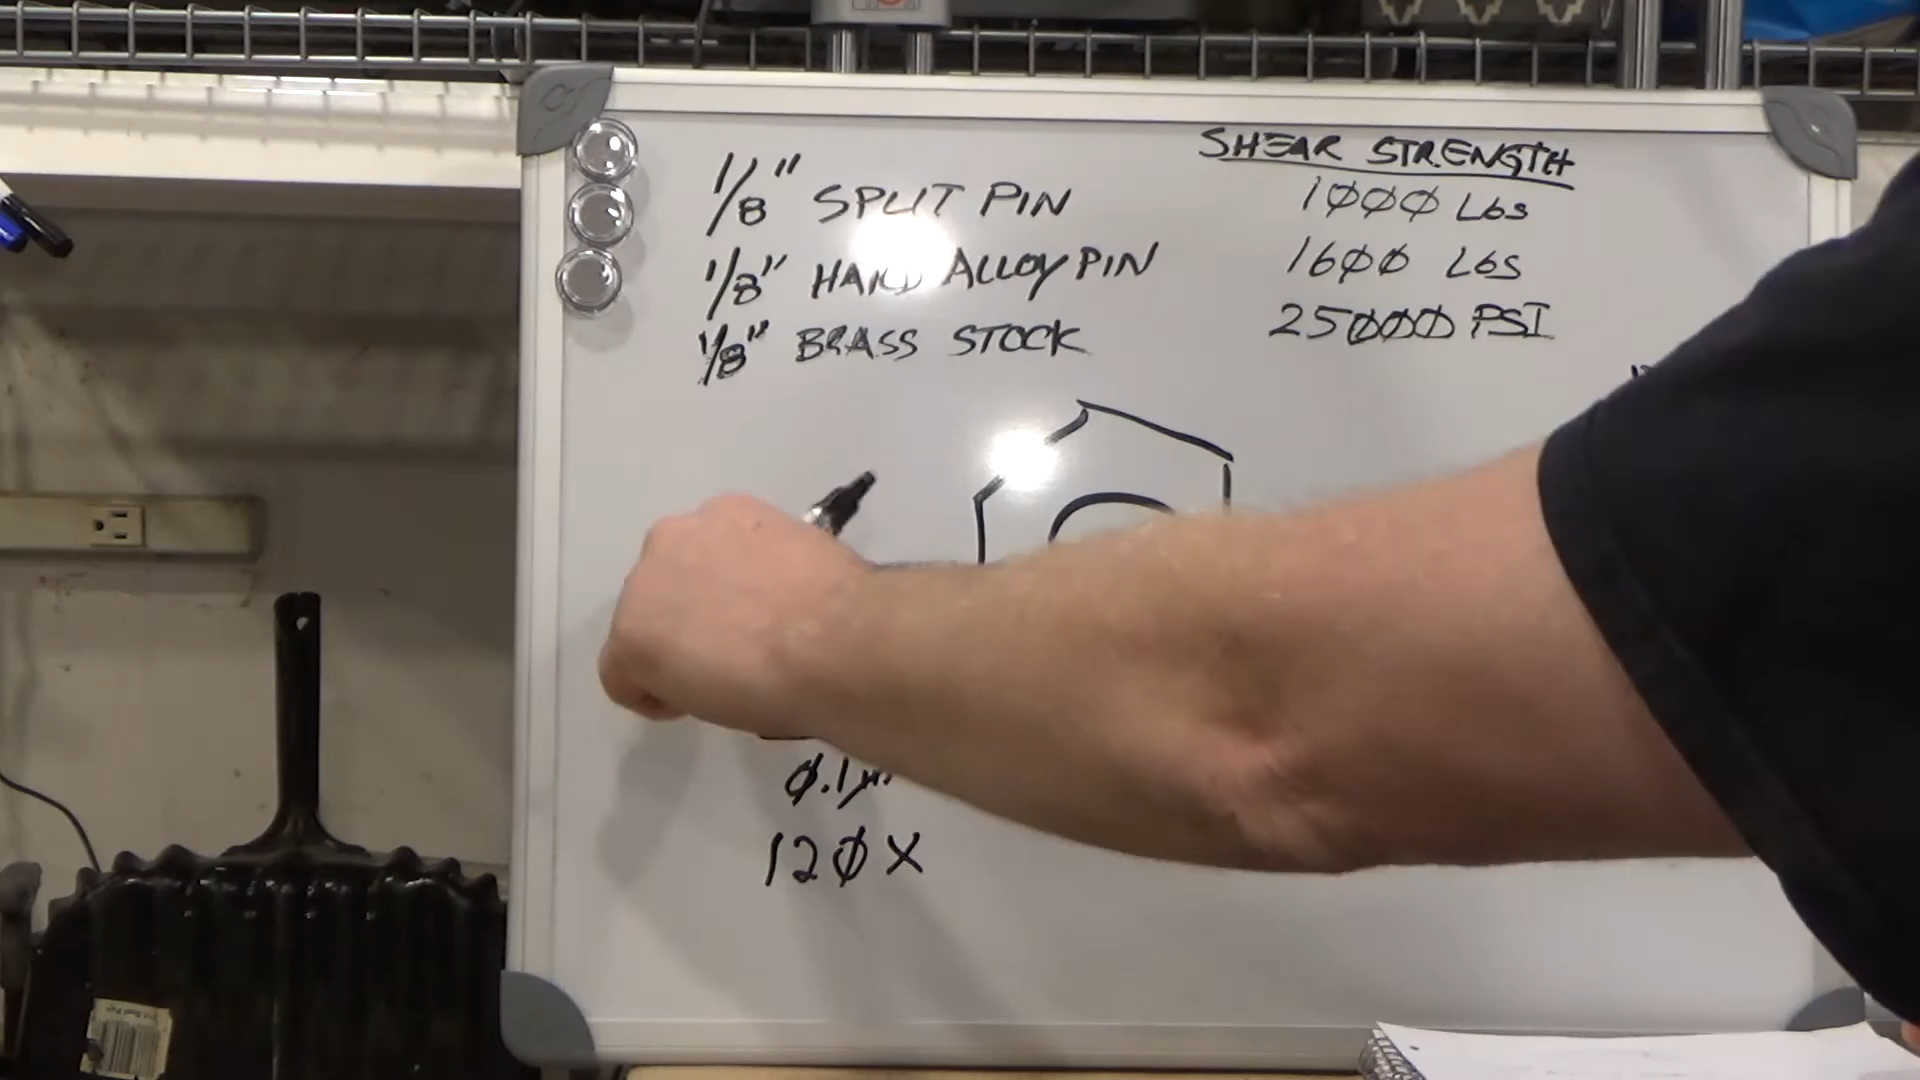 1/8" SPLIT PIN
1/8" HARD ALLOY PIN
1/8" BRASS STOCK
SHEAR STRENGTH
1000 Lbs
1600 Lbs
25000 PSI
120 X